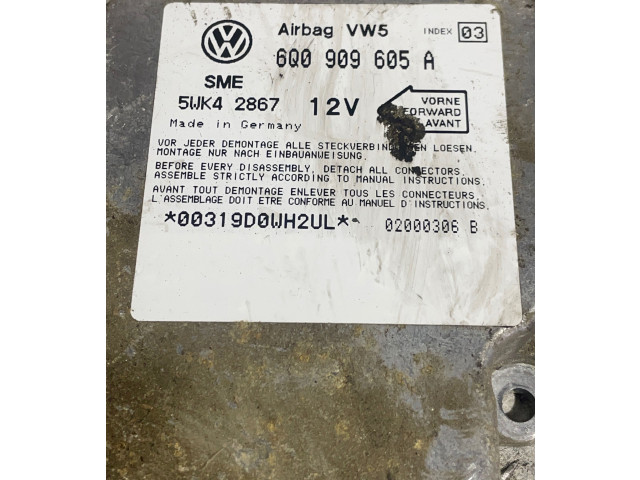 Airbag VW5 INDEX 03
6Q0 909 605 A
SME
5WK4 2867 12V
VORNE
FORWARD
AVANT
Made in Germany
VOR JEDER DEMONTAGE ALLE STECKVERBINDUNGEN LOESEN.
MONTAGE NUR NACH EINBAUANWEISUNG.
BEFORE EVERY DISASSEMBLY, DETACH ALL CONNECTORS.
ASSEMBLE STRICTLY ACCORDING TO MANUAL INSTRUCTIONS.
AVANT TOUT DEMONTAGE ENLEVER TOUS LES CONNECTEURS.
L'ASSEMBLAGE DOIT ETRE CONFORME AU MANUEL D'INSTRUCTIONS.
*00319D0WH2UL* 02000306 B